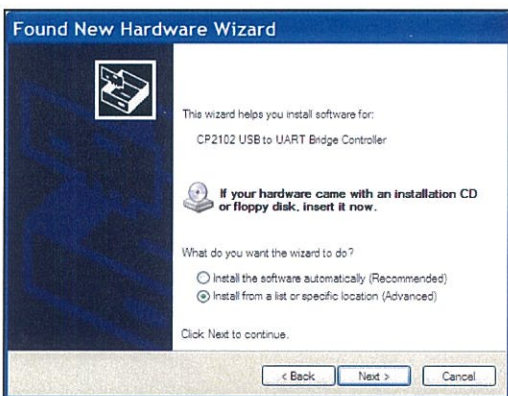 Found New Hardware Wizard
This wizard helps you install software for:
CP2102 USB to UART Bridge Controller
If your hardware came with an installation CD
or floppy disk, insert it now.
What do you want the wizard to do?
Install the software automatically (Recommended)
Install from a list or specific location (Advanced)
Click Next to continue.
< Back
Next >
Cancel